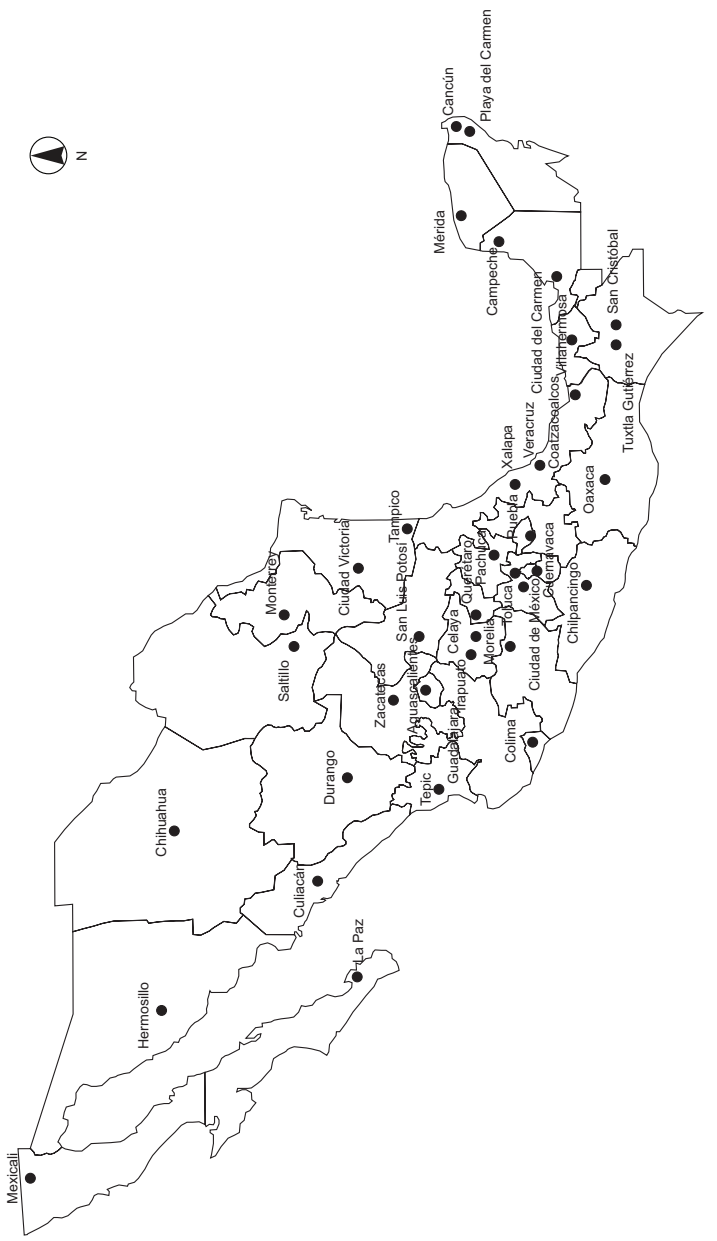 N
Mexicali
Hermosillo
La Paz
Chihuahua
Culiacán
Durango
Saltillo
Monterrey
Ciudad Victoria
Tampico
Zacatecas
San Luis Potosí
Aguascalientes
Tepic
Guadalajara
Colima
Irapuato
Celaya
Querétaro
Morelia
Pachuca
Toluca
Ciudad de México
Cuernavaca
Puebla
Chilpancingo
Xalapa
Veracruz
Coatzacoalcos
Oaxaca
Villahermosa
Tuxtla Gutiérrez
San Cristóbal
Ciudad del Carmen
Campeche
Mérida
Cancún
Playa del Carmen